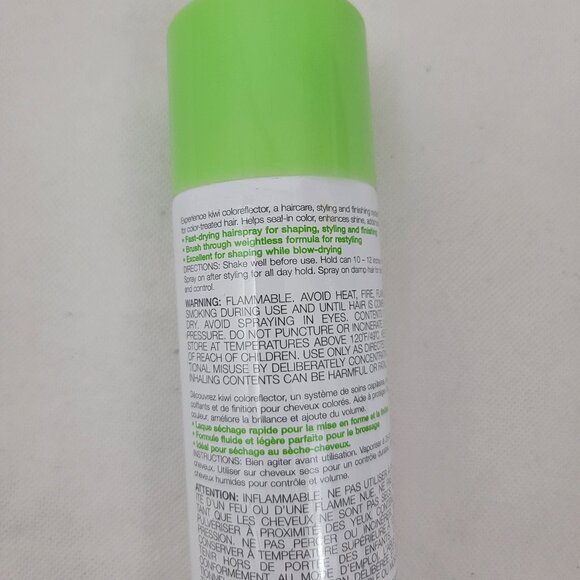 Experience kiwi coloreflector, a haircare, styling and finishing
for color-treated hair. Helps seal-in color, enhances shine,
• Fast-drying hairspray for shaping, styling and finishing
• Brush through weightless formula for restyling
• Excellent for shaping while blow-drying
DIRECTIONS: Shake well before use. Hold can 10 – 12 inches
Spray on after styling for all day hold. Spray on damp hair for
and control.
WARNING: FLAMMABLE. AVOID HEAT, FIRE,
SMOKING DURING USE AND UNTIL HAIR IS
DRY. AVOID SPRAYING IN EYES. CONTENTS
PRESSURE. DO NOT PUNCTURE OR INCINERATE
STORE AT TEMPERATURES ABOVE 120°F/49°C.
OF REACH OF CHILDREN. USE ONLY AS DIRECTED
TIONAL MISUSE BY DELIBERATELY CONCENTRA
INHALING CONTENTS CAN BE HARMFUL OR
Découvrez kiwi coloreflector, un système de soins capillaires,
coiffants et de finition pour cheveux colorés. Aide à protéger
couleur, améliore la brillance et ajoute du volume.
• Laque séchage rapide pour la mise en forme et la
• Formule fluide et légère parfaite pour le brossage
• Idéal pour séchage au sèche-cheveux.
INSTRUCTIONS: Bien agiter avant utilisation. Vaporiser à
cheveux. Utiliser sur cheveux secs pour un contrôle durable
cheveux humides pour contrôle et volume.
ATTENTION: INFLAMMABLE. NE PAS UTILISER
ITÉ D'UN FEU OU D'UNE FLAMME NUE,
TANT QUE LES CHEVEUX NE SONT PAS
PULVÉRISER À PROXIMITÉ DES YEUX.
PRESSION. NE PAS PERCER OU
CONSERVER À TEMPÉRATURE
TENIR HORS DE PORTÉE DES ENFANTS
CONFORMÉMENT AU MODE D'EMPLOI.